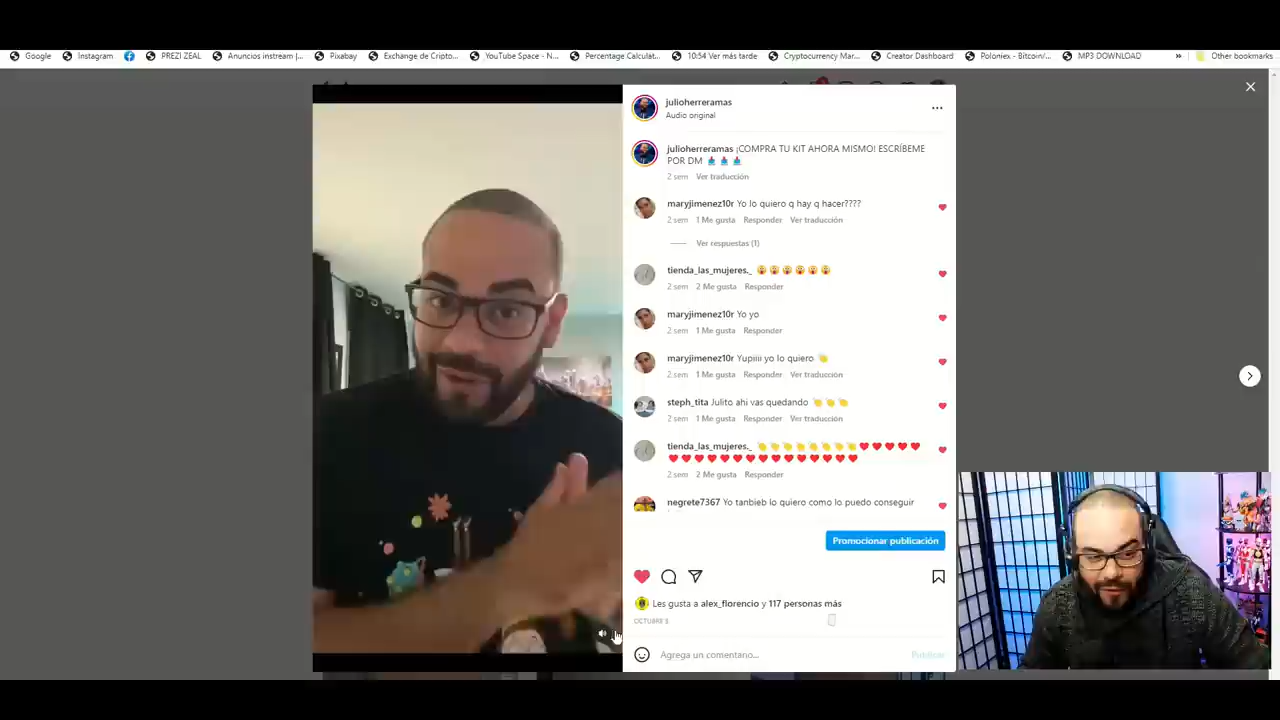 Google Instagram PREZI ZEAL Anuncios instream |... Pixabay Exchange de Cripto... YouTube Space - N... Percentage Calculat... 10:54 Ver más tarde Cryptocurrency Mar... Creator Dashboard Poloniex - Bitcoin/... MP3 DOWNLOAD » Other bookmarks
julioherreramas
Audio original
julioherreramas ¡COMPRA TU KIT AHORA MISMO! ESCRÍBEME
POR DM 📥 📥 📥
2 sem Ver traducción
maryjimenez10r Yo lo quiero q hay q hacer????
2 sem 1 Me gusta Responder Ver traducción
Ver respuestas (1)
tienda_las_mujeres._
2 sem 2 Me gusta Responder
maryjimenez10r Yo yo
2 sem 1 Me gusta Responder
maryjimenez10r Yupiiii yo lo quiero 👏
2 sem 1 Me gusta Responder Ver traducción
steph_tita Julito ahi vas quedando 👏👏👏
2 sem 1 Me gusta Responder Ver traducción
tienda_las_mujeres._ 👏👏👏👏👏👏👏👏❤❤❤❤❤
❤❤❤❤❤❤❤❤❤❤❤❤❤❤❤
2 sem 2 Me gusta Responder
negrete7367 Yo tanbieb lo quiero como lo puedo conseguir
Promocionar publicación
Les gusta a alex_florencio y 117 personas más
Agrega un comentario... Publicar